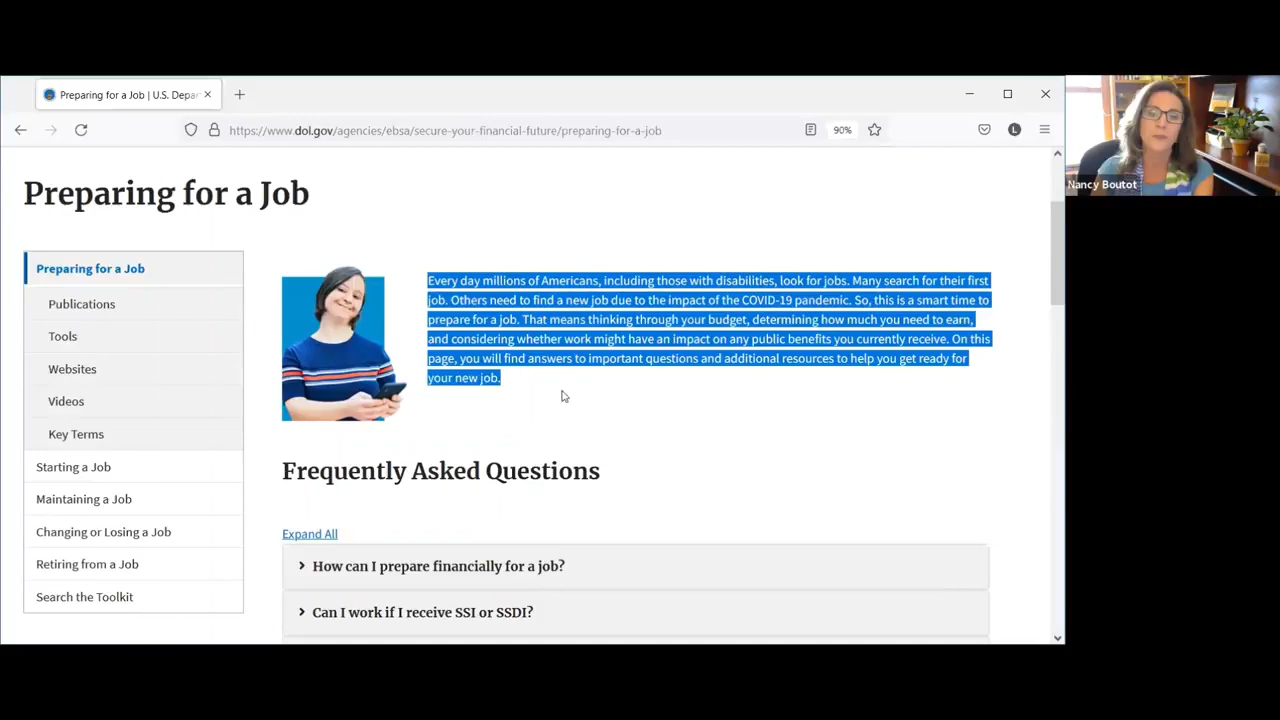 Preparing for a Job | U.S. Depar
https://www.dol.gov/agencies/ebsa/secure-your-financial-future/preparing-for-a-job
90%
L
Nancy Boutot
Preparing for a Job
Preparing for a Job
Publications
Tools
Websites
Videos
Key Terms
Starting a Job
Maintaining a Job
Changing or Losing a Job
Retiring from a Job
Search the Toolkit
Every day millions of Americans, including those with disabilities, look for jobs. Many search for their first
job. Others need to find a new job due to the impact of the COVID-19 pandemic. So, this is a smart time to
prepare for a job. That means thinking through your budget, determining how much you need to earn,
and considering whether work might have an impact on any public benefits you currently receive. On this
page, you will find answers to important questions and additional resources to help you get ready for
your new job.
Frequently Asked Questions
Expand All
How can I prepare financially for a job?
Can I work if I receive SSI or SSDI?